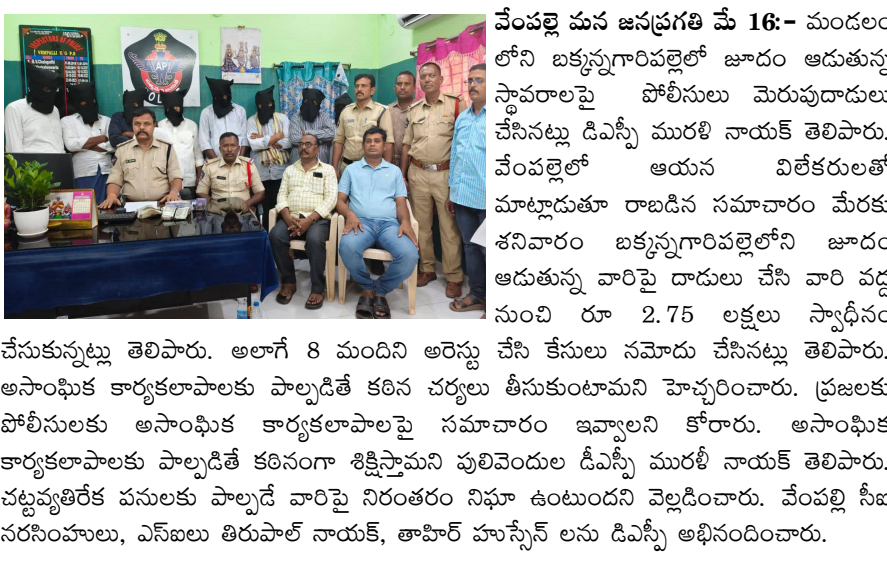 వేంపల్లె మన జనప్రగతి మే 16:- మండలం
లోని బక్కన్నగారిపల్లెలో జూదం ఆడుతున్న
స్థావరాలపై పోలీసులు మెరుపుదాడులు
చేసినట్లు డిఎస్పీ మురళి నాయక్ తెలిపారు.
వేంపల్లెలో ఆయన విలేకరులతో
మాట్లాడుతూ రాబడిన సమాచారం మేరకు
శనివారం బక్కన్నగారిపల్లెలోని జూదం
ఆడుతున్న వారిపై దాడులు చేసి వారి వద్ద
నుంచి రూ 2.75 లక్షలు స్వాధీనం
చేసుకున్నట్లు తెలిపారు. అలాగే 8 మందిని అరెస్టు చేసి కేసులు నమోదు చేసినట్లు తెలిపారు.
అసాంఘిక కార్యకలాపాలకు పాల్పడితే కఠిన చర్యలు తీసుకుంటామని హెచ్చరించారు. ప్రజలకు
పోలీసులకు అసాంఘిక కార్యకలాపాలపై సమాచారం ఇవ్వాలని కోరారు. అసాంఘిక
కార్యకలాపాలకు పాల్పడితే కఠినంగా శిక్షిస్తామని పులివెందుల డీఎస్పీ మురళీ నాయక్ తెలిపారు.
చట్టవ్యతిరేక పనులకు పాల్పడే వారిపై నిరంతరం నిఘా ఉంటుందని వెల్లడించారు. వేంపల్లి సీఐ
నరసింహులు, ఎస్ఐలు తిరుపాల్ నాయక్, తాహిర్ హుస్సేన్ లను డిఎస్పీ అభినందించారు.